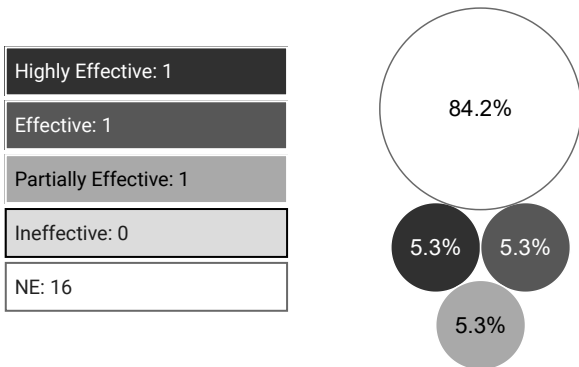 Highly Effective: 1
Effective: 1
Partially Effective: 1
Ineffective: 0
NE: 16
84.2%
5.3%
5.3%
5.3%